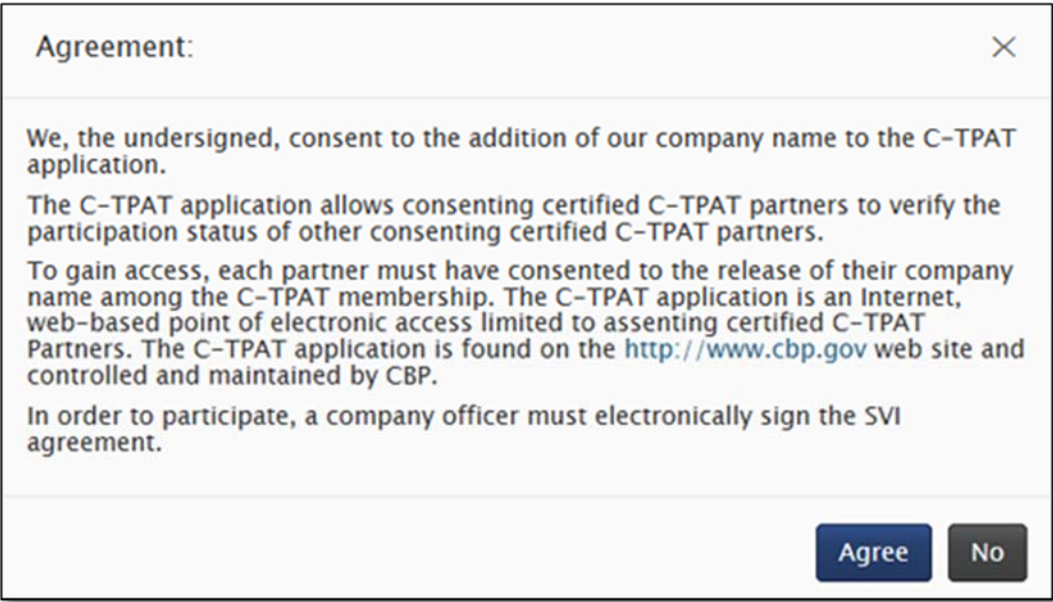 Agreement:
We, the undersigned, consent to the addition of our company name to the C-TPAT
application.
The C-TPAT application allows consenting certified C-TPAT partners to verify the
participation status of other consenting certified C-TPAT partners.
To gain access, each partner must have consented to the release of their company
name among the C-TPAT membership. The C-TPAT application is an Internet,
web-based point of electronic access limited to assenting certified C-TPAT
Partners. The C-TPAT application is found on the http://www.cbp.gov web site and
controlled and maintained by CBP.
In order to participate, a company officer must electronically sign the SVI
agreement.
Agree No